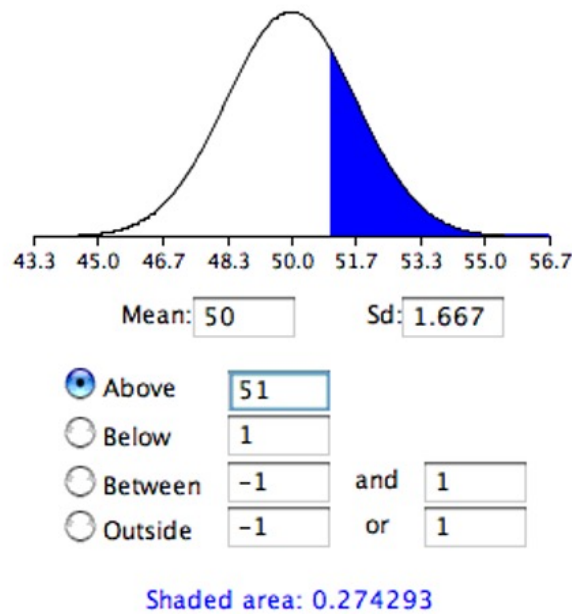 43.3 45.0 46.7 48.3 50.0 51.7 53.3 55.0 56.7
Mean: 50 Sd: 1.667
Above 51
Below 1
Between -1 and 1
Outside -1 or 1
Shaded area: 0.274293